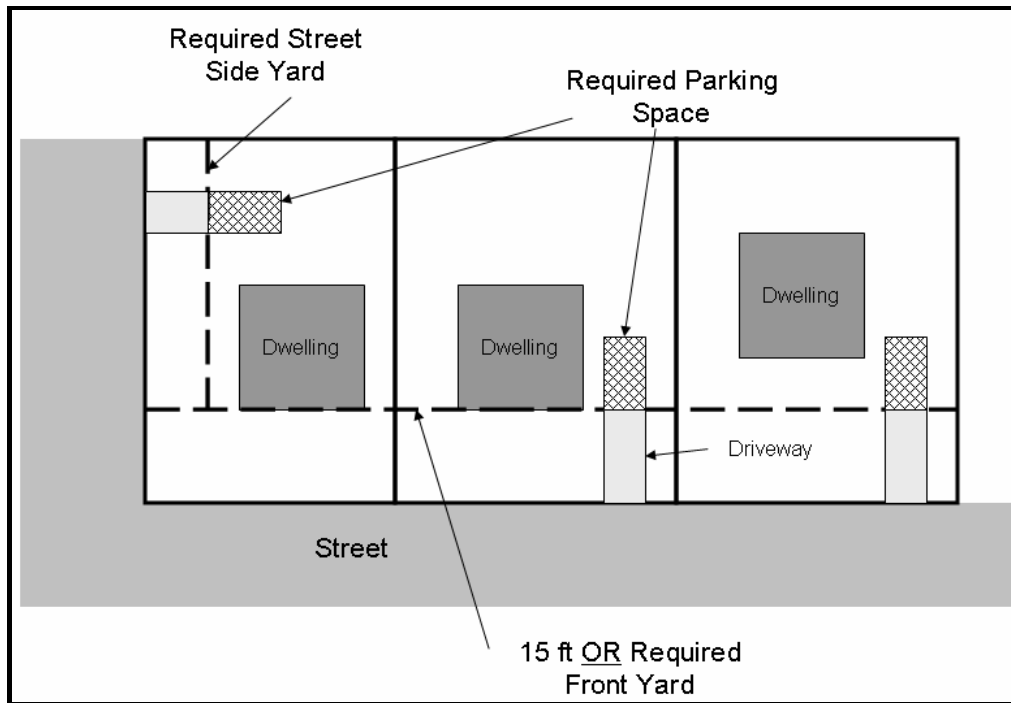 Required Street
Side Yard
Required Parking
Space
Dwelling
Dwelling
Dwelling
Driveway
Street
15 ft OR Required
Front Yard